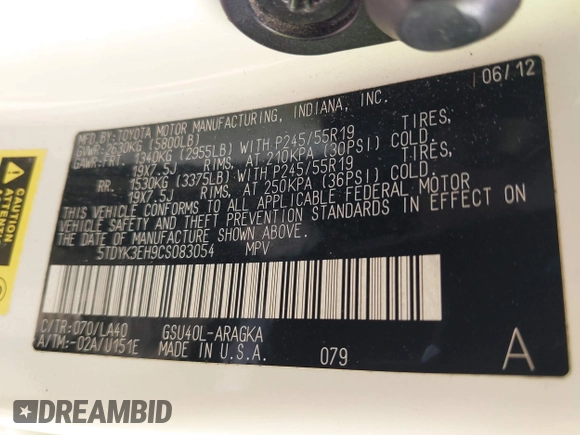 06/12
MFD.BY:TOYOTA MOTOR MANUFACTURING, INDIANA, INC.
GVWR:2630KG (5800LB)
GAWR:FRT. 1340KG (2955LB) WITH P245/55R19 TIRES,
19X7.5J RIMS, AT 210KPA (30PSI) COLD.
RR. 1530KG (3375LB) WITH P245/55R19 TIRES,
19X7.5J RIMS, AT 250KPA (36PSI) COLD.
THIS VEHICLE CONFORMS TO ALL APPLICABLE FEDERAL MOTOR
VEHICLE SAFETY AND THEFT PREVENTION STANDARDS IN EFFECT ON
THE DATE OF MANUFACTURE SHOWN ABOVE.
5TDYK3EH9CS083054 MPV
C/TR:070/LA40 GSU40L-ARAGKA
A/TM:-02A/U151E MADE IN U.S.A. 079 A
DREAMBID